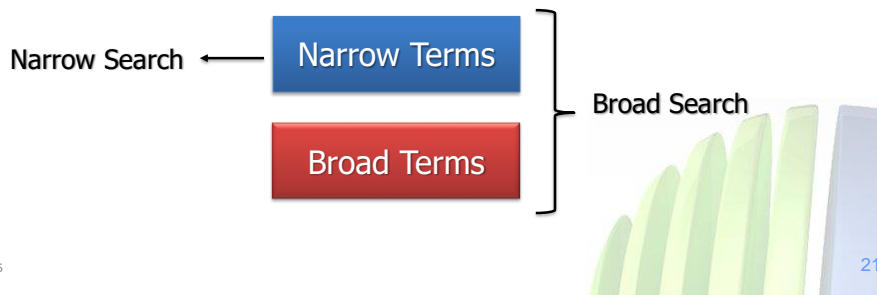 Narrow Terms
Narrow Search
Broad Search
Broad Terms
21